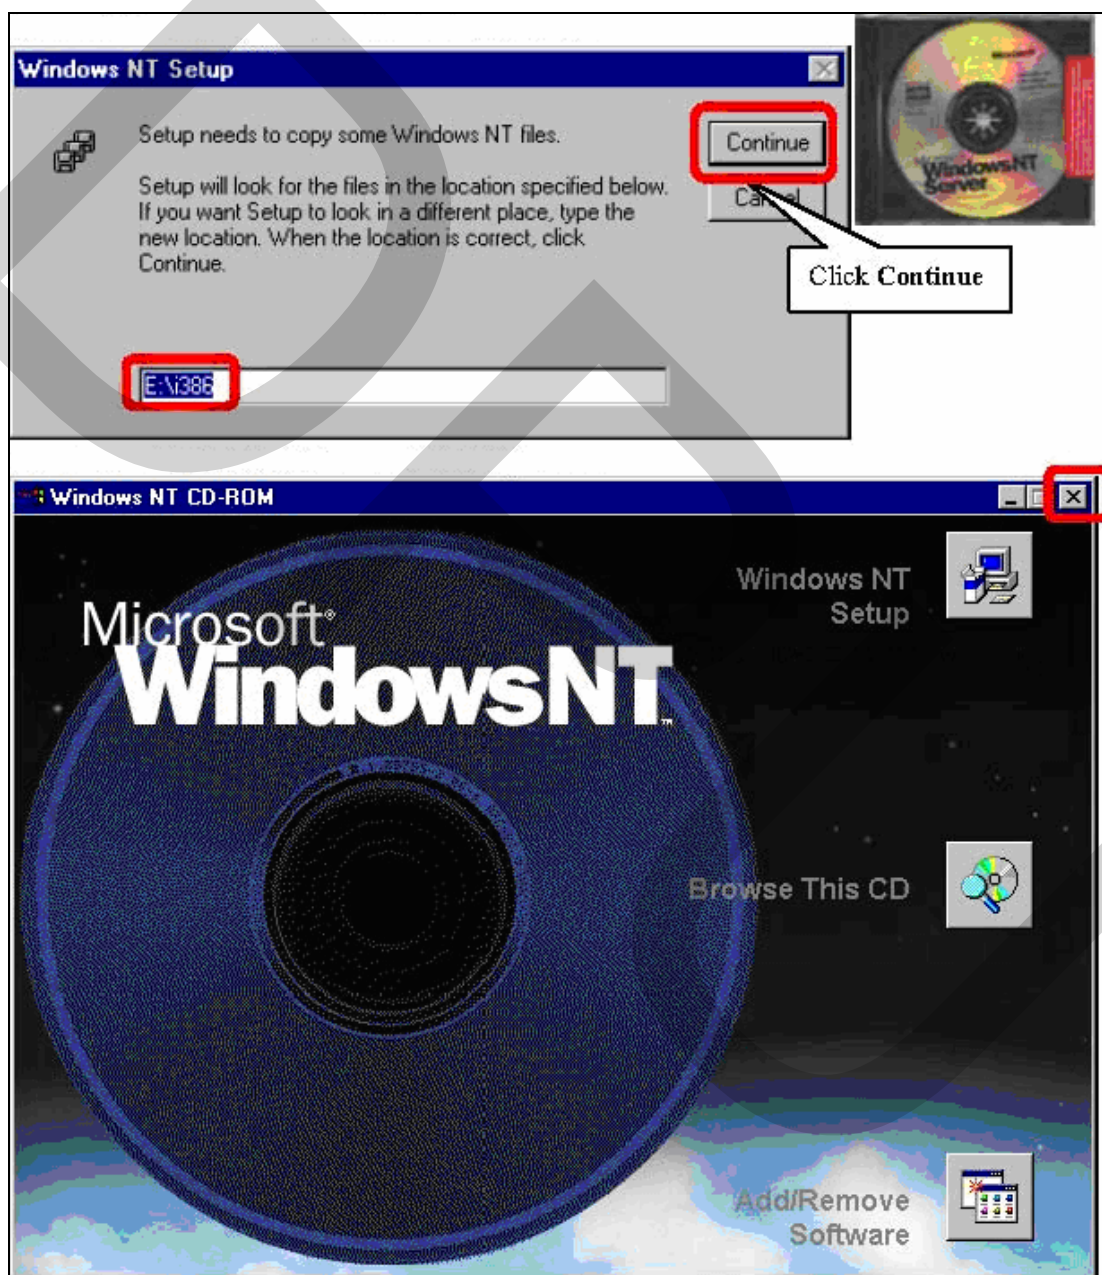 Windows NT Setup
Setup needs to copy some Windows NT files.
Setup will look for the files in the location specified below.
If you want Setup to look in a different place, type the
new location. When the location is correct, click
Continue.
Continue
Cancel
WindowsNT
Server
Click Continue
E:\i386
Windows NT CD-ROM
Microsoft®
WindowsNT™
Windows NT
Setup
Browse This CD
Add/Remove
Software